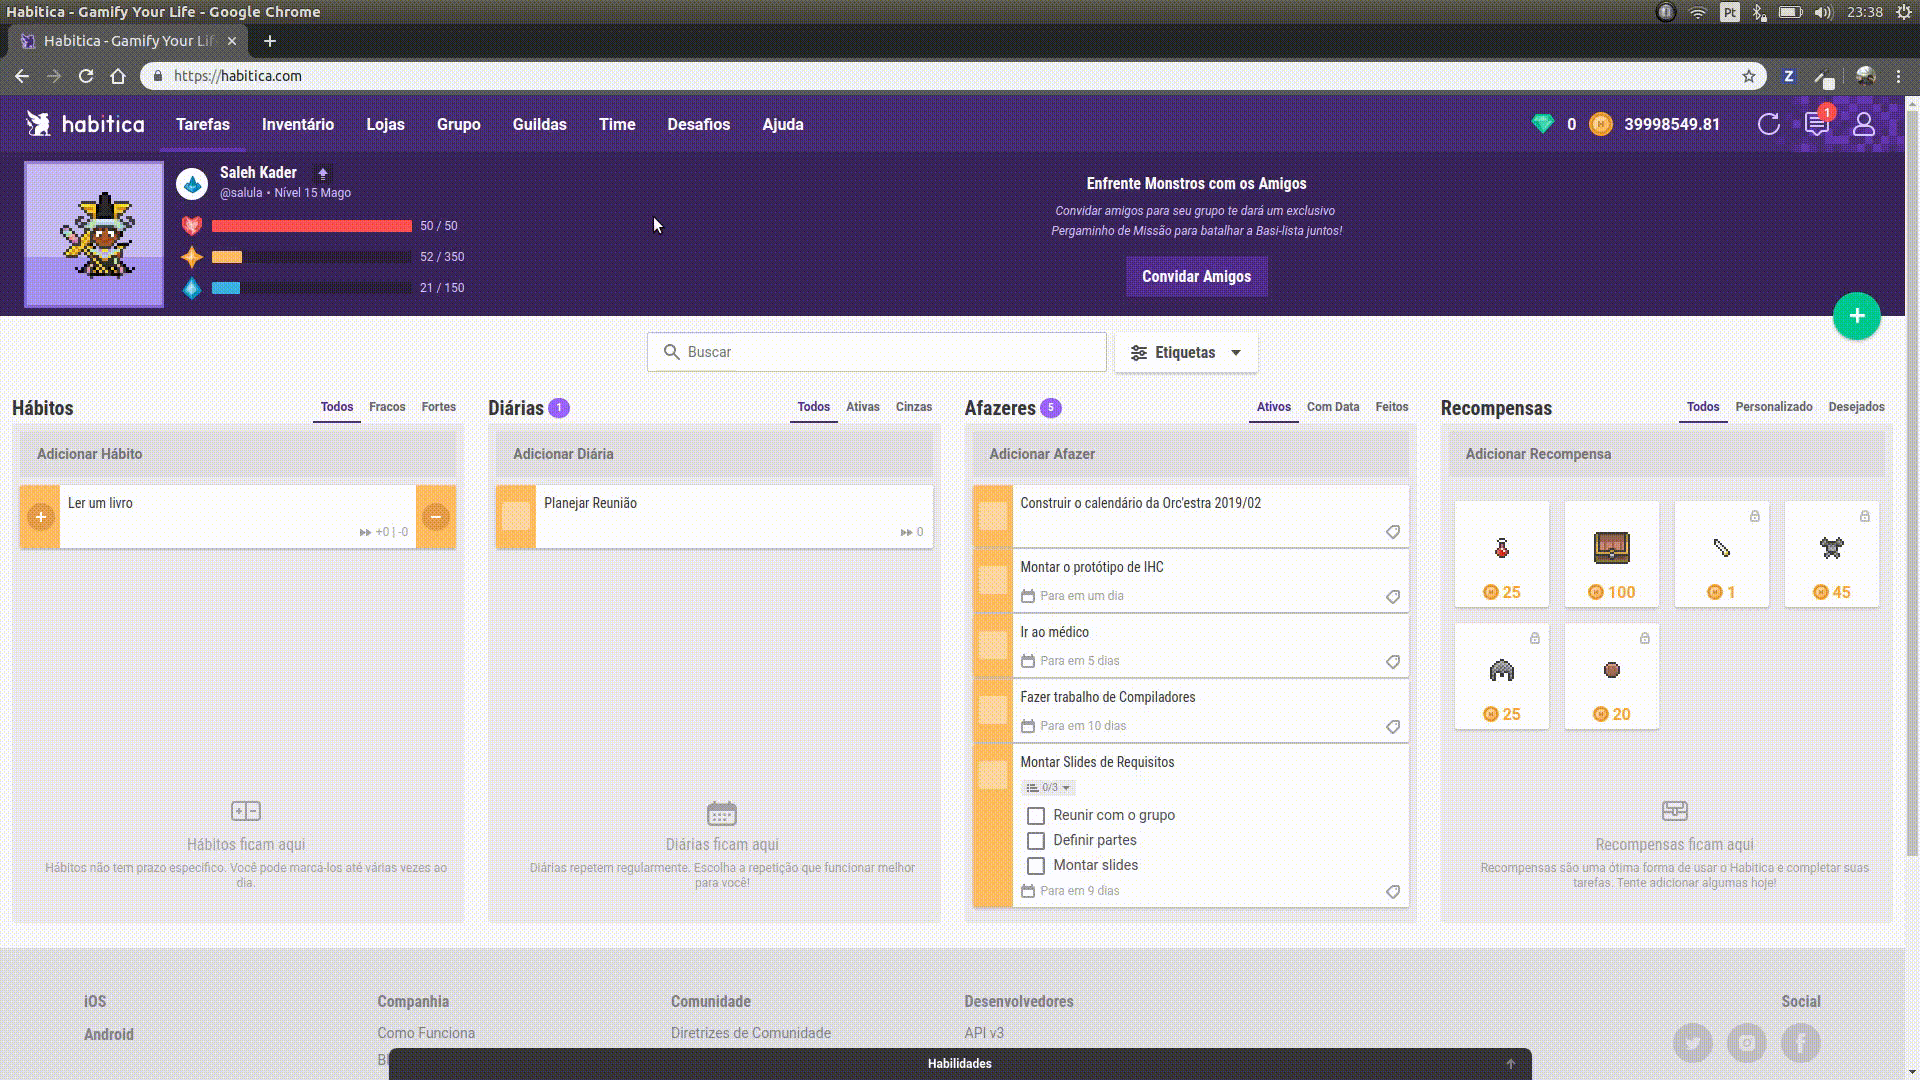 Habitica - Gamify Your Life - Google Chrome
Pt
23:38
Habitica - Gamify Your Lif
https://habitica.com
Z
habitica
Tarefas
Inventário
Lojas
Grupo
Guildas
Time
Desafios
Ajuda
0
39998549.81
1
Saleh Kader
@salula • Nível 15 Mago
50 / 50
52 / 350
21 / 150
Enfrente Monstros com os Amigos
Convidar amigos para seu grupo te dará um exclusivo
Pergaminho de Missão para batalhar a Basi-lista juntos!
Convidar Amigos
Buscar
Etiquetas
Hábitos
Todos
Fracos
Fortes
Adicionar Hábito
Ler um livro
+0 | -0
Hábitos ficam aqui
Hábitos não tem prazo específico. Você pode marcá-los até várias vezes ao
dia.
Diárias 1
Todos
Ativas
Cinzas
Adicionar Diária
Planejar Reunião
0
Diárias ficam aqui
Diárias repetem regularmente. Escolha a repetição que funcionar melhor
para você!
Afazeres 5
Ativos
Com Data
Feitos
Adicionar Afazer
Construir o calendário da Orc'estra 2019/02
Montar o protótipo de IHC
Para em um dia
Ir ao médico
Para em 5 dias
Fazer trabalho de Compiladores
Para em 10 dias
Montar Slides de Requisitos
0/3
Reunir com o grupo
Definir partes
Montar slides
Para em 9 dias
Recompensas
Todos
Personalizado
Desejados
Adicionar Recompensa
25
100
1
45
25
20
Recompensas ficam aqui
Recompensas são uma ótima forma de usar o Habitica e completar suas
tarefas. Tente adicionar algumas hoje!
iOS
Android
Companhia
Como Funciona
Bl
Comunidade
Diretrizes de Comunidade
Desenvolvedores
API v3
Social
Habilidades